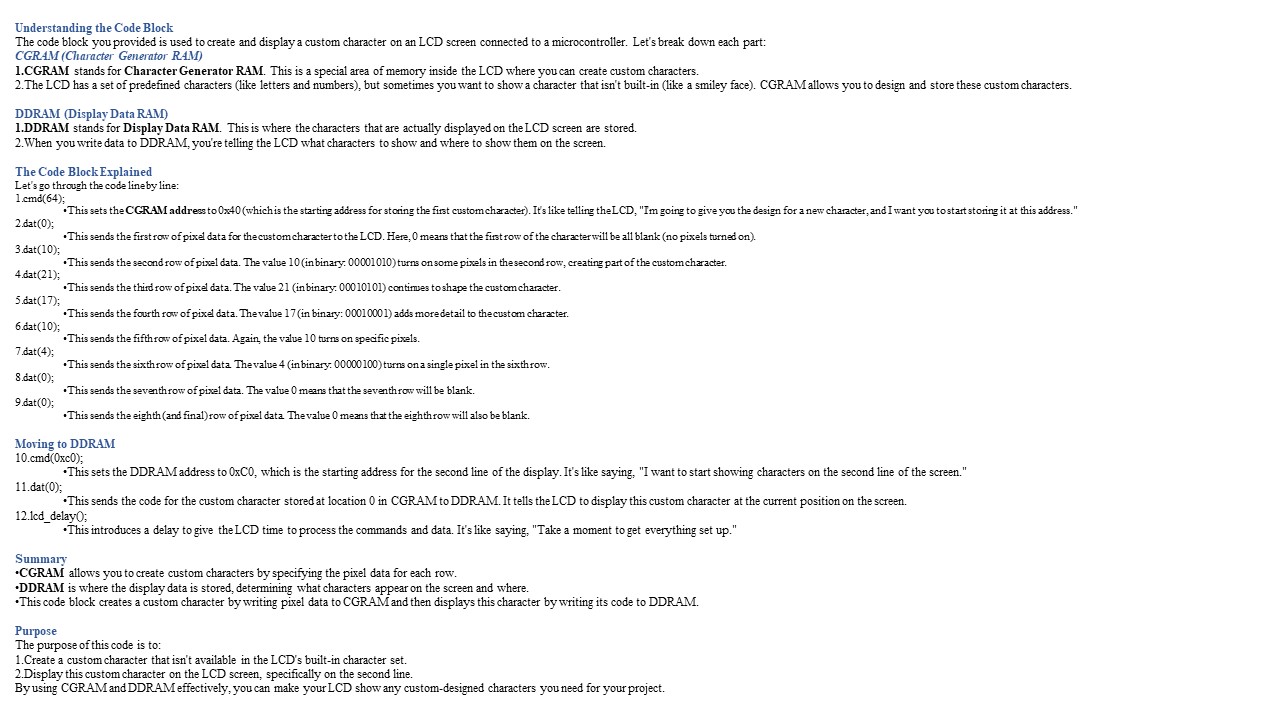 Understanding the Code Block
The code block you provided is used to create and display a custom character on an LCD screen connected to a microcontroller. Let's break down each part:
CGRAM (Character Generator RAM)
1.CGRAM stands for Character Generator RAM. This is a special area of memory inside the LCD where you can create custom characters.
2.The LCD has a set of predefined characters (like letters and numbers), but sometimes you want to show a character that isn't built-in (like a smiley face). CGRAM allows you to design and store these custom characters.
DDRAM (Display Data RAM)
1.DDRAM stands for Display Data RAM. This is where the characters that are actually displayed on the LCD screen are stored.
2.When you write data to DDRAM, you're telling the LCD what characters to show and where to show them on the screen.
The Code Block Explained
Let's go through the code line by line:
1.cmd(64);
•This sets the CGRAM address to 0x40 (which is the starting address for storing the first custom character). It's like telling the LCD, "I'm going to give you the design for a new character, and I want you to start storing it at this address."
2.dat(0);
•This sends the first row of pixel data for the custom character to the LCD. Here, 0 means that the first row of the character will be all blank (no pixels turned on).
3.dat(10);
•This sends the second row of pixel data. The value 10 (in binary: 00001010) turns on some pixels in the second row, creating part of the custom character.
4.dat(21);
•This sends the third row of pixel data. The value 21 (in binary: 00010101) continues to shape the custom character.
5.dat(17);
•This sends the fourth row of pixel data. The value 17 (in binary: 00010001) adds more detail to the custom character.
6.dat(10);
•This sends the fifth row of pixel data. Again, the value 10 turns on specific pixels.
7.dat(4);
•This sends the sixth row of pixel data. The value 4 (in binary: 00000100) turns on a single pixel in the sixth row.
8.dat(0);
•This sends the seventh row of pixel data. The value 0 means that the seventh row will be blank.
9.dat(0);
•This sends the eighth (and final) row of pixel data. The value 0 means that the eighth row will also be blank.
Moving to DDRAM
10.cmd(0xc0);
•This sets the DDRAM address to 0xC0, which is the starting address for the second line of the display. It's like saying, "I want to start showing characters on the second line of the screen."
11.dat(0);
•This sends the code for the custom character stored at location 0 in CGRAM to DDRAM. It tells the LCD to display this custom character at the current position on the screen.
12.lcd_delay();
•This introduces a delay to give the LCD time to process the commands and data. It's like saying, "Take a moment to get everything set up."
Summary
•CGRAM allows you to create custom characters by specifying the pixel data for each row.
•DDRAM is where the display data is stored, determining what characters appear on the screen and where.
•This code block creates a custom character by writing pixel data to CGRAM and then displays this character by writing its code to DDRAM.
Purpose
The purpose of this code is to:
1.Create a custom character that isn't available in the LCD's built-in character set.
2.Display this custom character on the LCD screen, specifically on the second line.
By using CGRAM and DDRAM effectively, you can make your LCD show any custom-designed characters you need for your project.